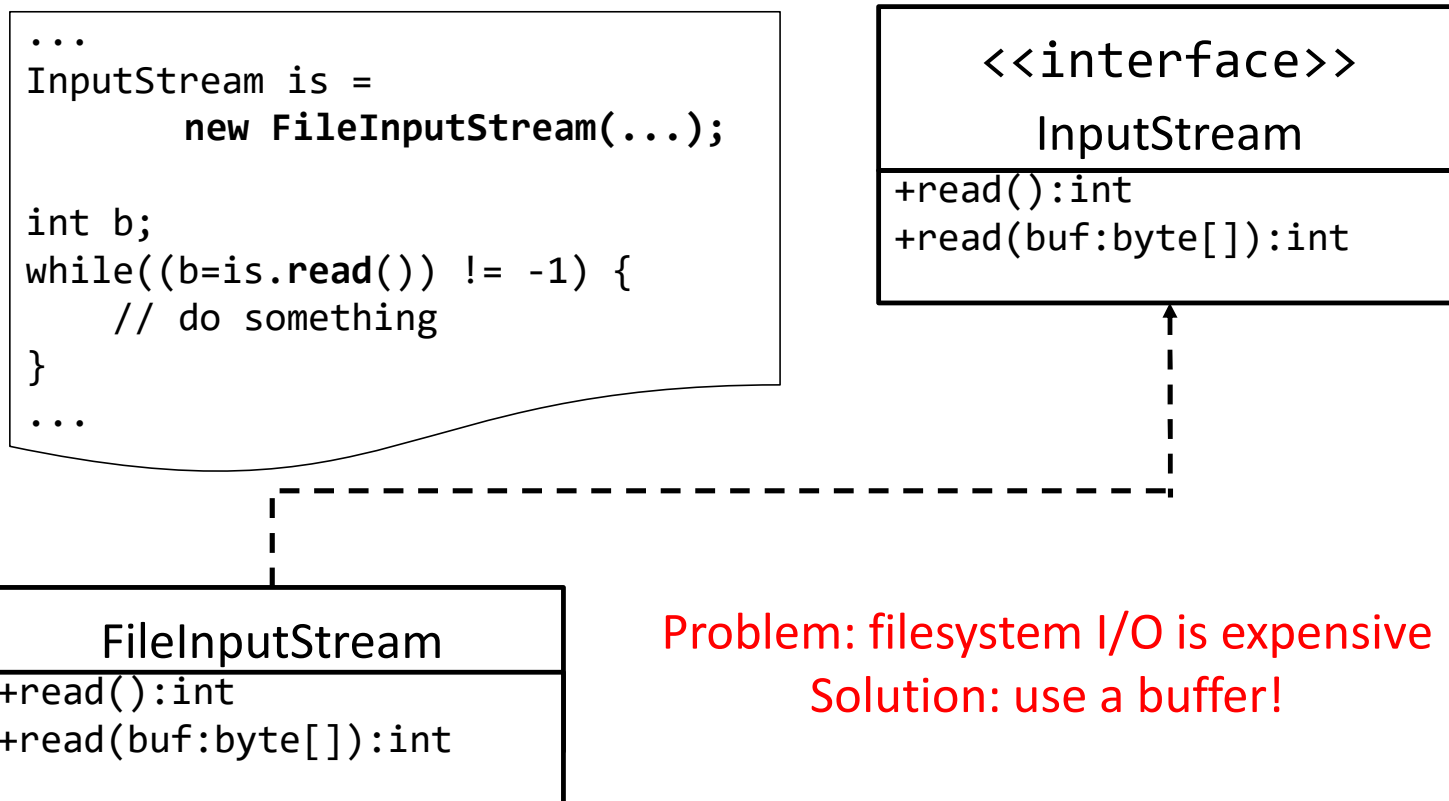 ...
InputStream is =
new FileInputStream(...);
int b;
while((b=is.read()) != -1) {
// do something
}
...
<<interface>>
InputStream
+read():int
+read(buf:byte[]):int
FileInputStream
+read():int
+read(buf:byte[]):int
Problem: filesystem I/O is expensive
Solution: use a buffer!